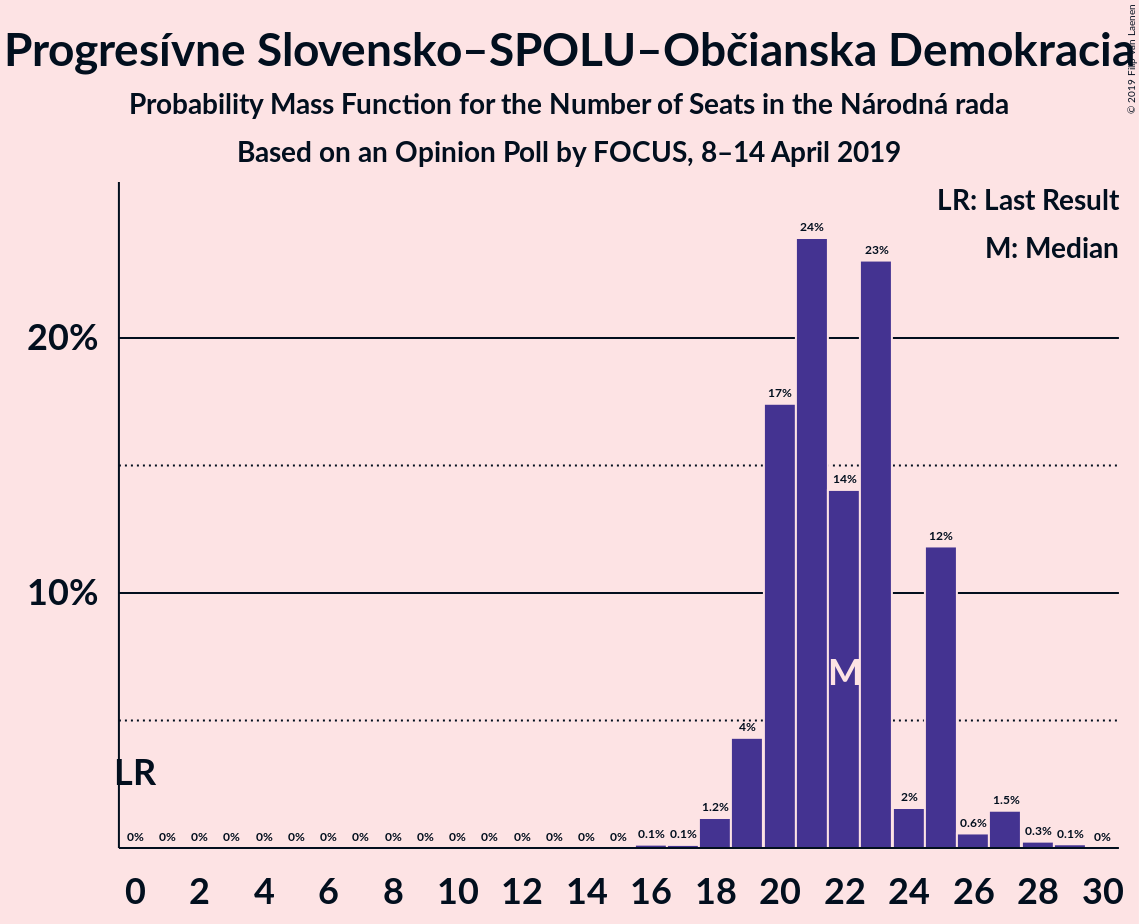 Progresívne Slovensko–SPOLU–Občianska Demokracia
Probability Mass Function for the Number of Seats in the Národná rada
Based on an Opinion Poll by FOCUS, 8–14 April 2019
© 2019 Filip van Laenen
LR: Last Result
M: Median
20%
10%
24%
23%
17%
14%
12%
M
4%
LR
2%
1.2%
1.5%
0% 0% 0% 0% 0% 0% 0% 0% 0% 0% 0% 0% 0% 0% 0% 0% 0.1% 0.1% 0.6% 0.3% 0.1% 0%
0 2 4 6 8 10 12 14 16 18 20 22 24 26 28 30